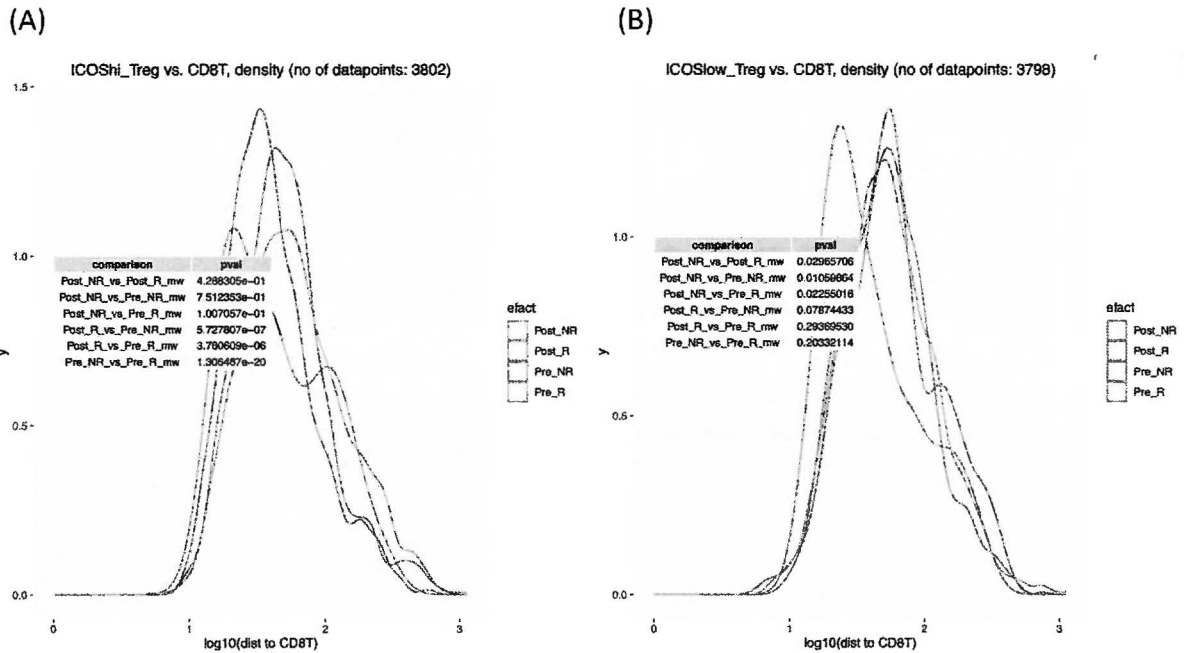 (A)
ICOShi_Treg vs. CD8T, density (no of datapoints: 3802)
1.5
1.0
0.5
0.0
y
comparison pval
Post_NR_vs_Post_R_mw 4.268305e-01
Post_NR_vs_Pre_NR_mw 7.512353e-01
Post_NR_vs_Pre_R_mw 1.007057e-01
Post_R_vs_Pre_NR_mw 5.727807e-07
Post_R_vs_Pre_R_mw 3.780609e-06
Pre_NR_vs_Pre_R_mw 1.306467e-20
efact
Post_NR
Post_R
Pre_NR
Pre_R
0 1 2 3
log10(dist to CD8T)
(B)
ICOSlow_Treg vs. CD8T, density (no of datapoints: 3798)
1.0
0.5
0.0
y
comparison pval
Post_NR_vs_Post_R_mw 0.02965706
Post_NR_vs_Pre_NR_mw 0.01059864
Post_NR_vs_Pre_R_mw 0.02255016
Post_R_vs_Pre_NR_mw 0.07874433
Post_R_vs_Pre_R_mw 0.29369530
Pre_NR_vs_Pre_R_mw 0.20332114
efact
Post_NR
Post_R
Pre_NR
Pre_R
0 1 2 3
log10(dist to CD8T)